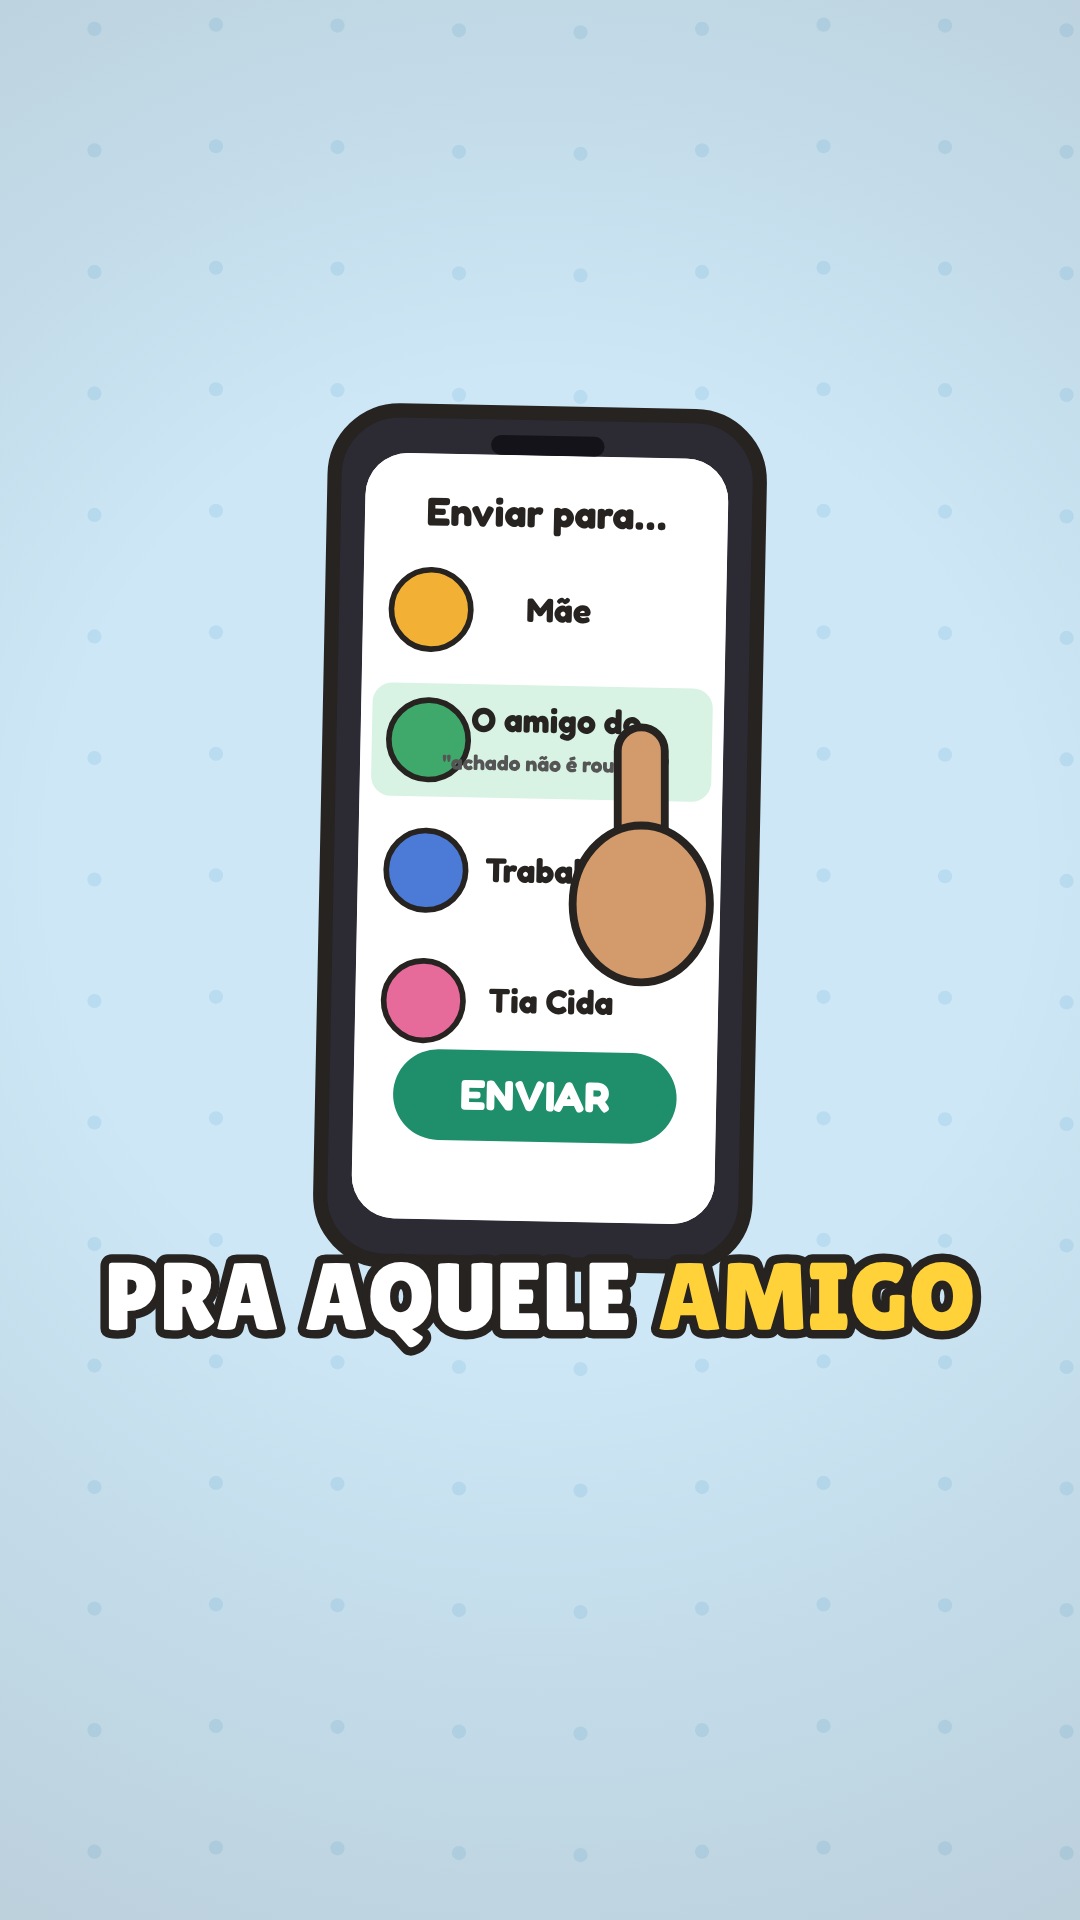 Enviar para...
Mãe
O amigo do
"achado não é rou
Trabal
Tia Cida
ENVIAR
PRA AQUELE AMIGO